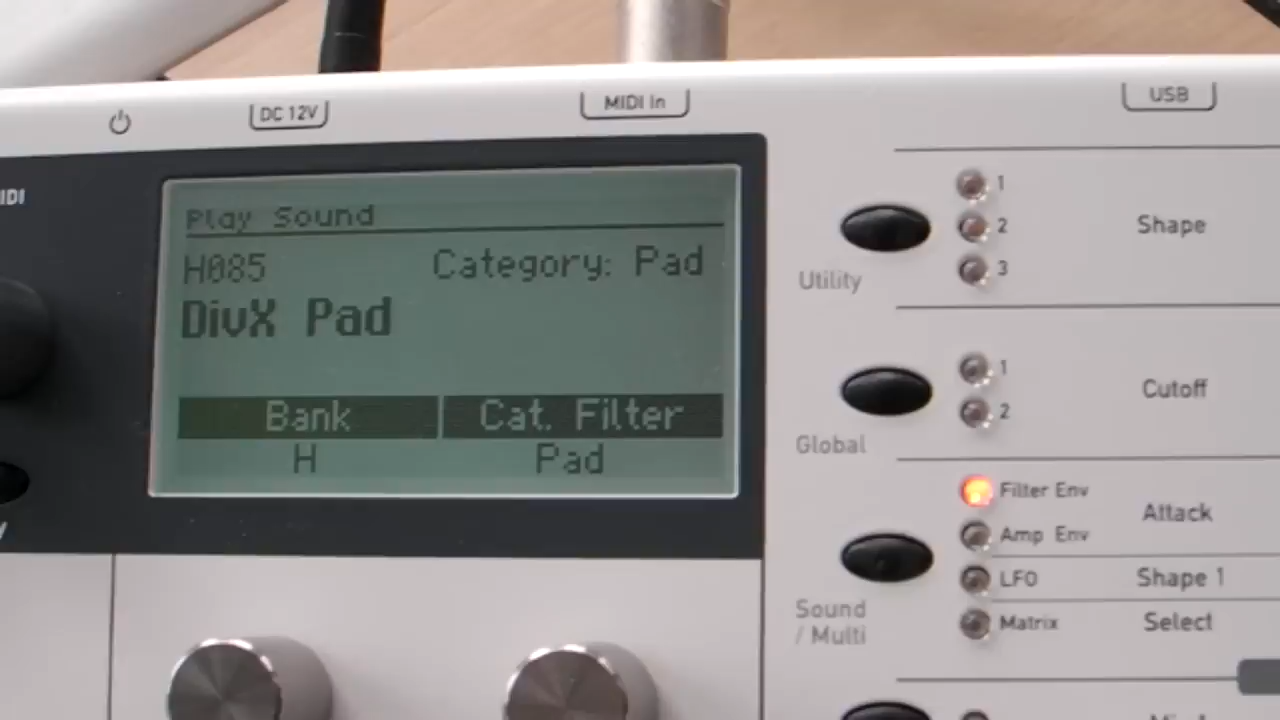 DC 12V
MIDI In
USB
IDI
Play Sound
H085 Category: Pad
DivX Pad
Bank Cat. Filter
H Pad
1
2
3
Shape
Utility
1
2
Cutoff
Global
Filter Env
Amp Env
Attack
LFO
Shape 1
Matrix
Select
Sound
/ Multi